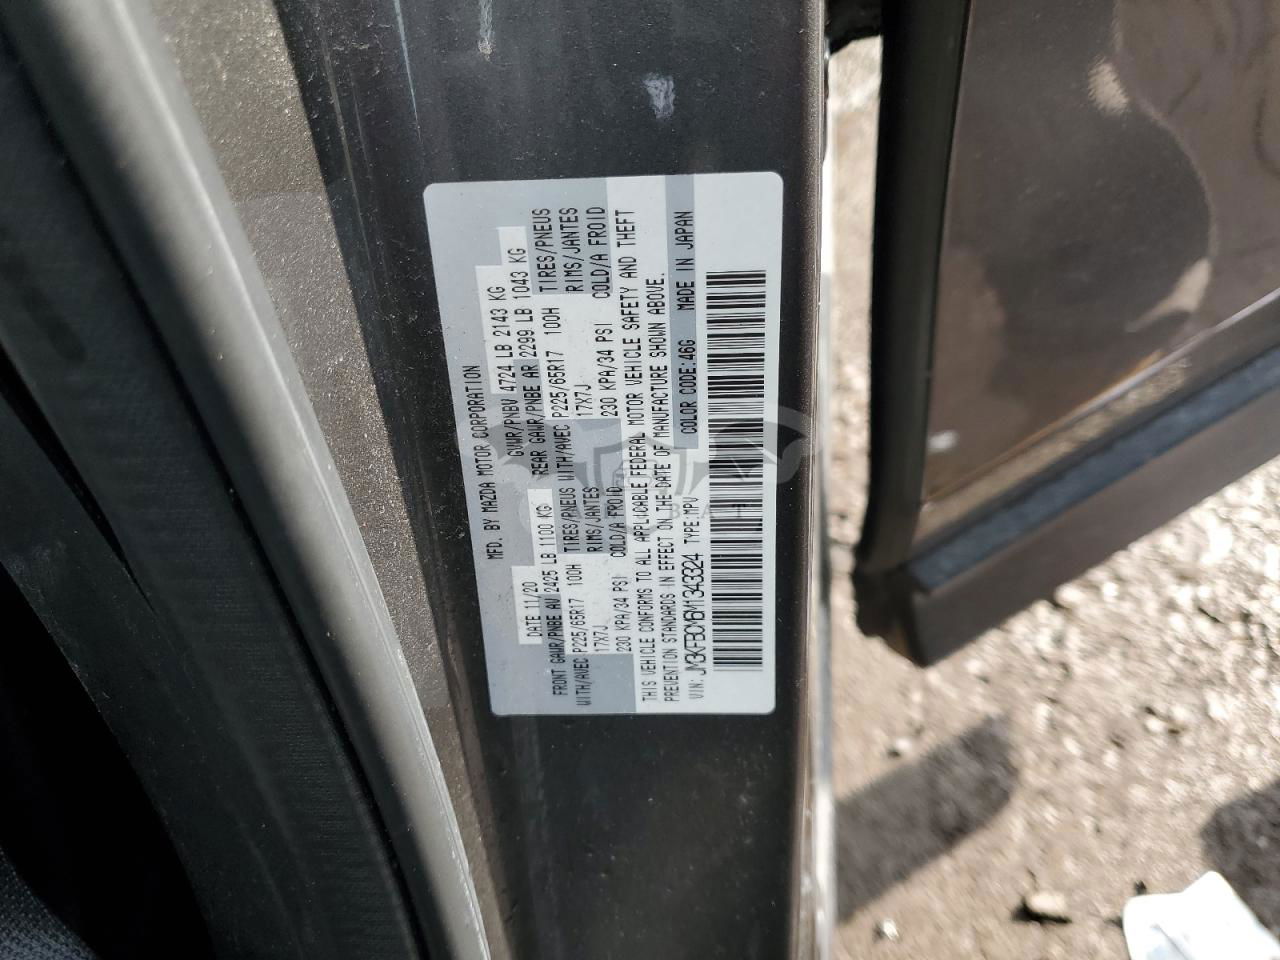 MFD. BY MAZDA MOTOR CORPORATION
DATE 11/20 GVWR/PNBV 4724 LB 2143 KG
FRONT GAWR/PNBE AV 2425 LB 1100 KG REAR GAWR/PNBE AR 2299 LB 1043 KG
WITH/AVEC P225/65R17 100H TIRES/PNEUS WITH/AVEC P225/65R17 100H TIRES/PNEUS
17X7J RIMS/JANTES 17X7J RIMS/JANTES
230 KPA/34 PSI COLD/A FROID 230 KPA/34 PSI COLD/A FROID
THIS VEHICLE CONFORMS TO ALL APPLICABLE FEDERAL MOTOR VEHICLE SAFETY AND THEFT
PREVENTION STANDARDS IN EFFECT ON THE DATE OF MANUFACTURE SHOWN ABOVE.
VIN: JM3KFBCM6M1343324 TYPE:MPV COLOR CODE:46G MADE IN JAPAN